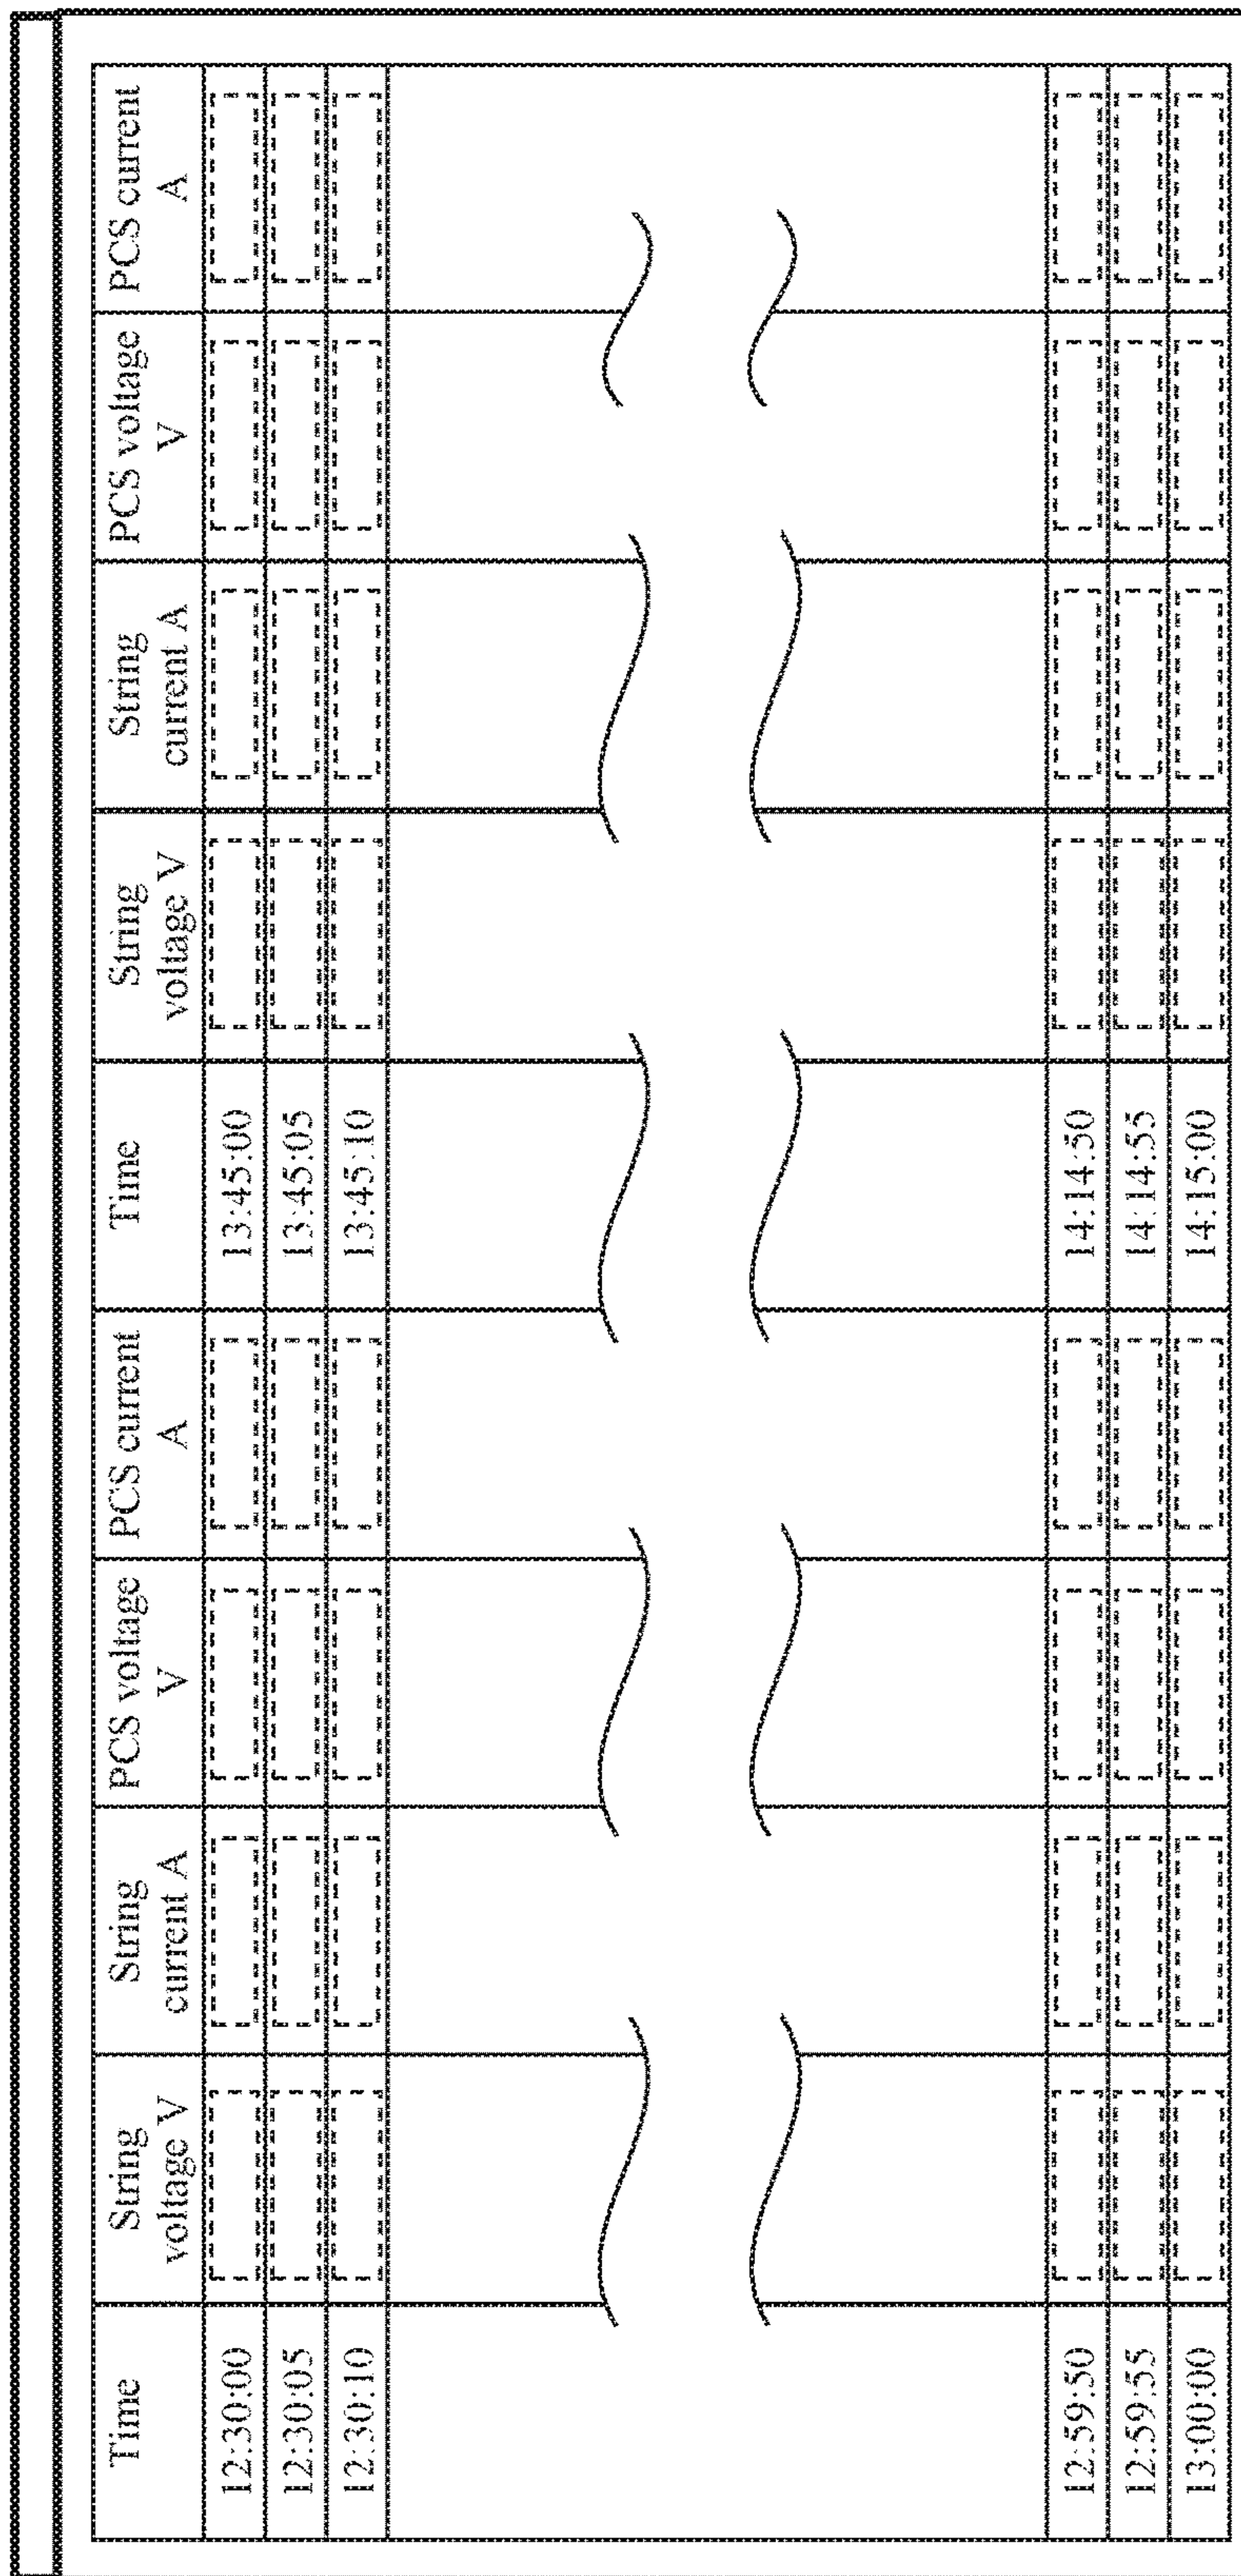 Time
String
voltage V
String
current A
PCS voltage
V
PCS current
A
Time
String
voltage V
String
current A
PCS voltage
V
PCS current
A
12:30:00
13:45:00
12:30:05
13:45:05
12:30:10
13:45:10
12:59:50
14:14:50
12:59:55
14:14:55
13:00:00
14:15:00